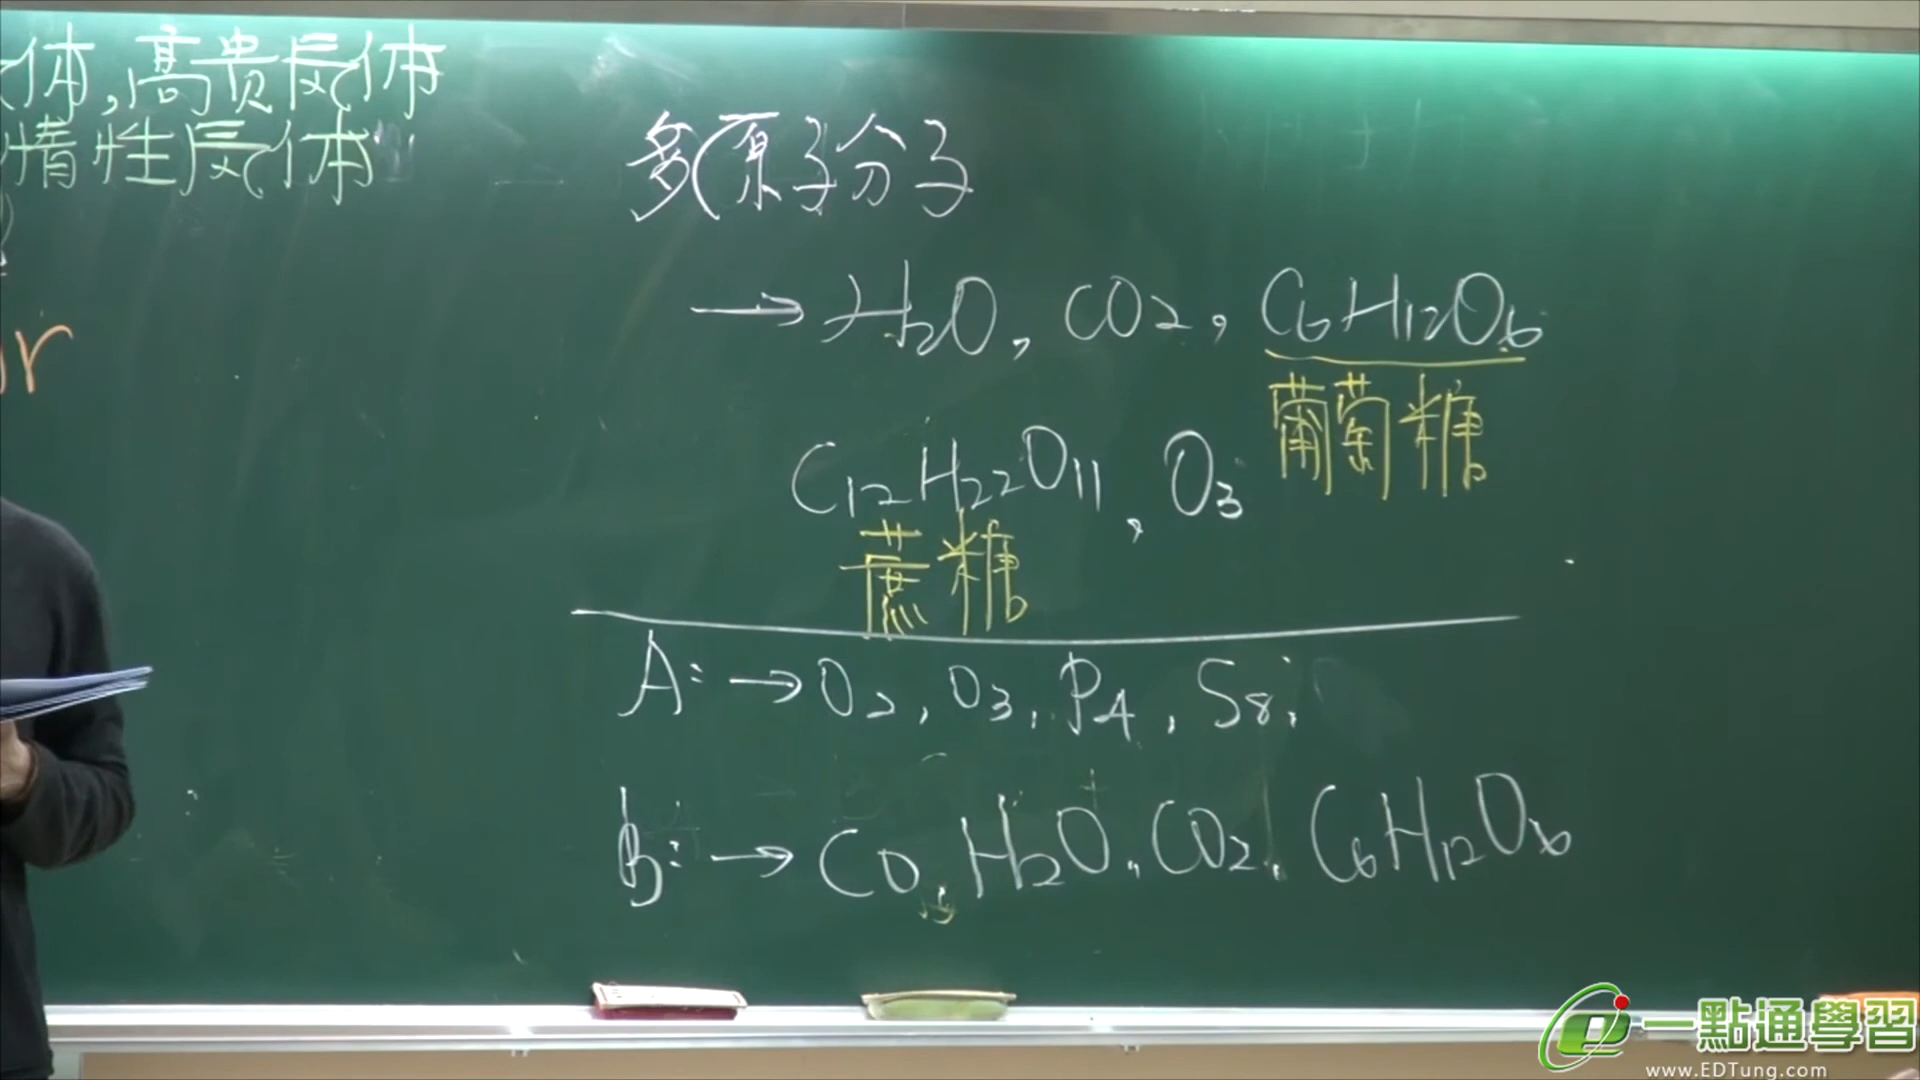 体,高贵气体
惰性气体
r
多原子分子
→H₂O, CO₂, C₆H₁₂O₆
葡萄糖
C₁₂H₂₂O₁₁, O₃
蔗糖
A:→O₂, O₃, P₄, S₈,
B:→CO, H₂O, CO₂, C₆H₁₂O₆
一點通學習
www.EDTung.com